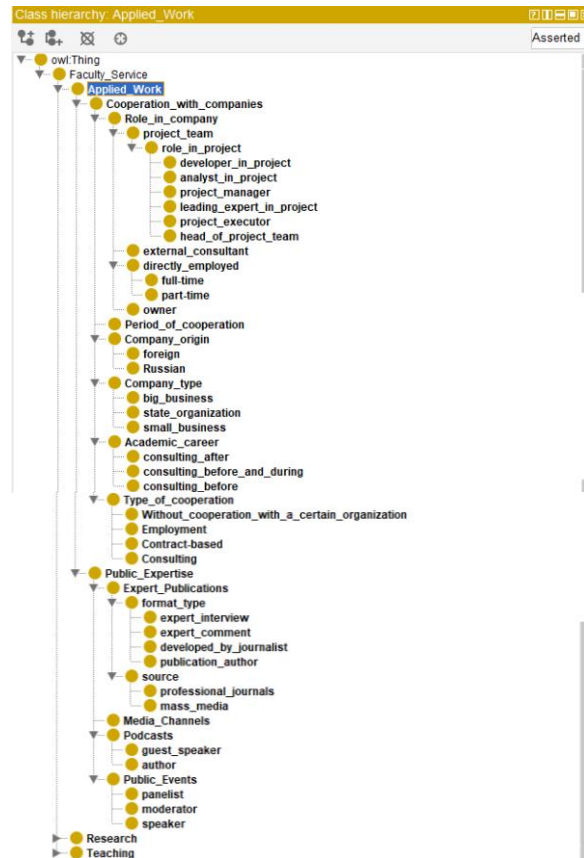 Class hierarchy: Applied_Work
Asserted
owl:Thing
Faculty_Service
Applied_Work
Cooperation_with_companies
Role_in_company
project_team
role_in_project
developer_in_project
analyst_in_project
project_manager
leading_expert_in_project
project_executor
head_of_project_team
external_consultant
directly_employed
full-time
part-time
owner
Period_of_cooperation
Company_origin
foreign
Russian
Company_type
big_business
state_organization
small_business
Academic_career
consulting_after
consulting_before_and_during
consulting_before
Type_of_cooperation
Without_cooperation_with_a_certain_organization
Employment
Contract-based
Consulting
Public_Expertise
Expert_Publications
format_type
expert_interview
expert_comment
developed_by_journalist
publication_author
source
professional_journals
mass_media
Media_Channels
Podcasts
guest_speaker
author
Public_Events
panelist
moderator
speaker
Research
Teaching